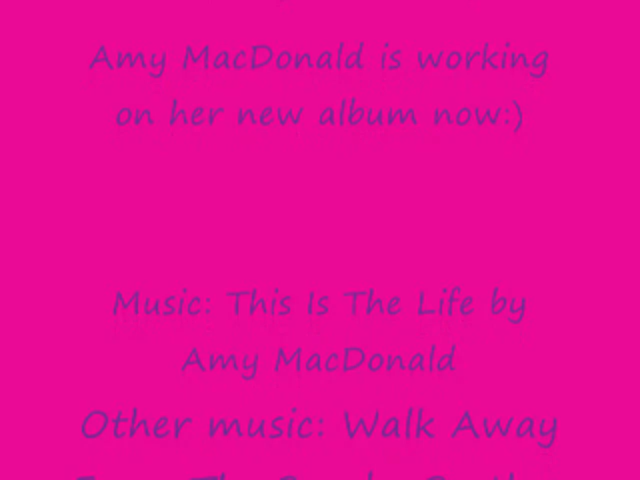 Amy MacDonald is working
on her new album now:)
Music: This Is The Life by
Amy MacDonald
Other music: Walk Away